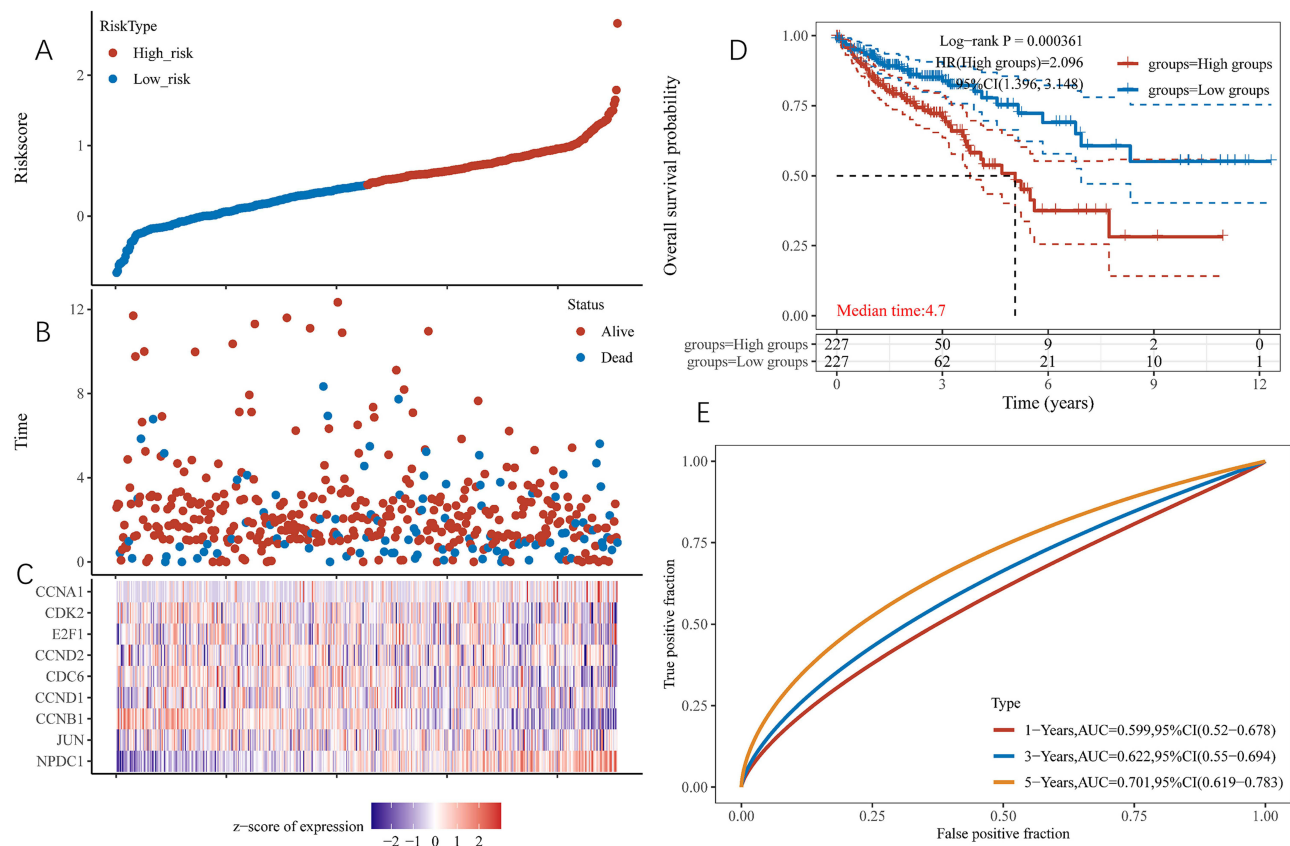 A
RiskType
High_risk
Low_risk
Riskscore
2
1
0
B
Status
Alive
Dead
Time
12
8
4
0
C
CCNA1
CDK2
E2F1
CCND2
CDC6
CCND1
CCNB1
JUN
NPDC1
z−score of expression
−2 −1 0 1 2
D
Log−rank P = 0.000361
HR(High groups)=2.096
95%CI(1.396, 3.148)
groups=High groups
groups=Low groups
Overall survival probability
1.00
0.75
0.50
0.25
0.00
Median time:4.7
groups=High groups 227 50 9 2 0
groups=Low groups 227 62 21 10 1
0 3 6 9 12
Time (years)
E
True positive fraction
1.00
0.75
0.50
0.25
0.00
Type
1−Years,AUC=0.599,95%CI(0.52−0.678)
3−Years,AUC=0.622,95%CI(0.55−0.694)
5−Years,AUC=0.701,95%CI(0.619−0.783)
0.00 0.25 0.50 0.75 1.00
False positive fraction